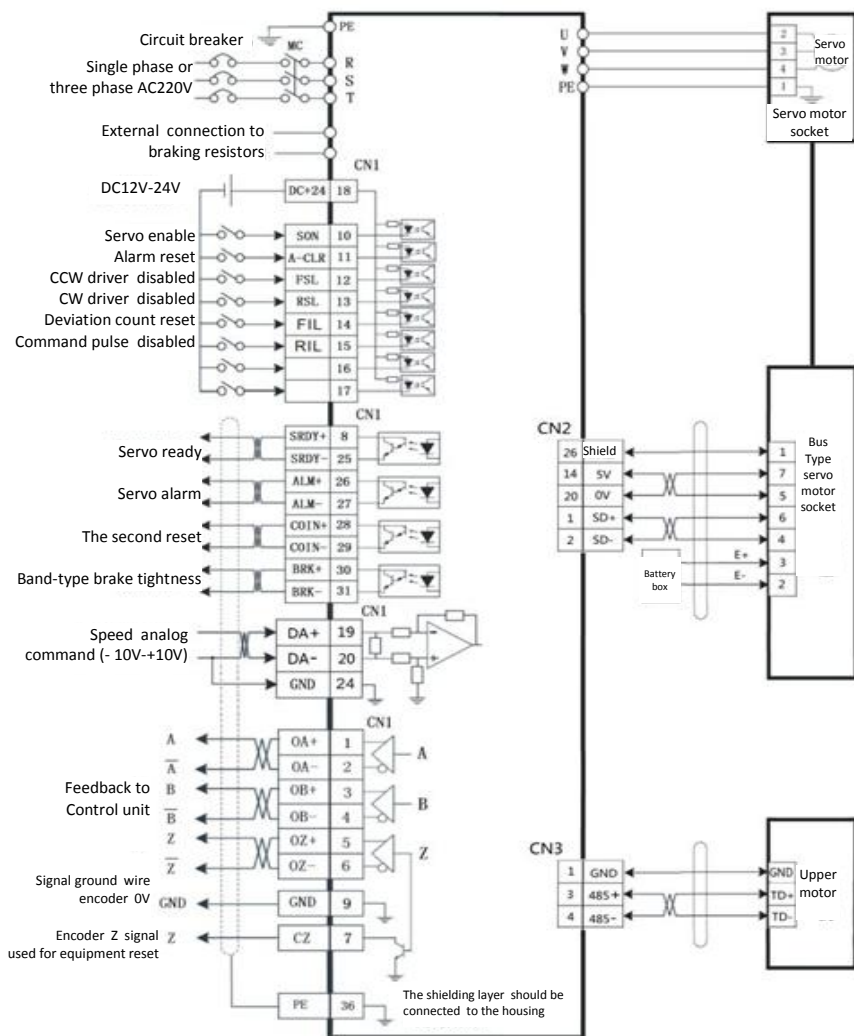 PE
Circuit breaker
MC
Single phase or
three phase AC220V
R
S
T
External connection to
braking resistors
CN1
DC12V-24V
DC+24 18
Servo enable SON 10
Alarm reset A-CLR 11
CCW driver disabled FSL 12
CW driver disabled RSL 13
Deviation count reset FIL 14
Command pulse disabled RIL 15
16
17
CN1
Servo ready
SRDY+ 8
SRDY- 25
Servo alarm
ALM+ 26
ALM- 27
The second reset
COIN+ 28
COIN- 29
Band-type brake tightness
BRK+ 30
BRK- 31
CN1
Speed analog
command (- 10V-+10V)
DA+ 19
DA- 20
GND 24
CN1
A OA+ 1
A OA- 2
A
Feedback to
Control unit
B OB+ 3
B OB- 4
B
Z OZ+ 5
Z OZ- 6
Z
Signal ground wire
encoder 0V
GND GND 9
Encoder Z signal
used for equipment reset
Z CZ 7
PE 36
The shielding layer should be
connected to the housing
U 2
V 3
W 4
PE 1
Servo
motor
Servo motor
socket
CN2
26 Shield 1
14 5V 7
20 0V 5
1 SD+ 6
2 SD- 4
E+ 3
E- 2
Battery
box
Bus
Type
servo
motor
socket
CN3
1 GND GND
3 485+ TD+
4 485- TD-
Upper
motor